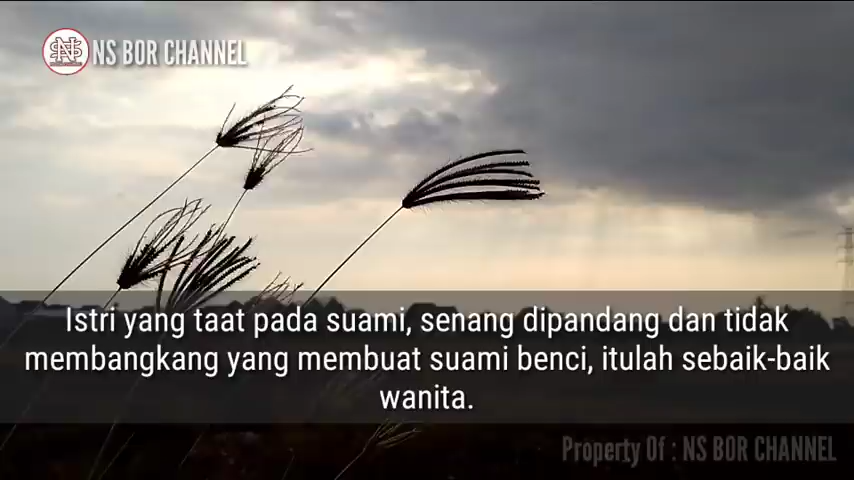 NS BOR CHANNEL
Istri yang taat pada suami, senang dipandang dan tidak
membangkang yang membuat suami benci, itulah sebaik-baik
wanita.
Property Of : NS BOR CHANNEL